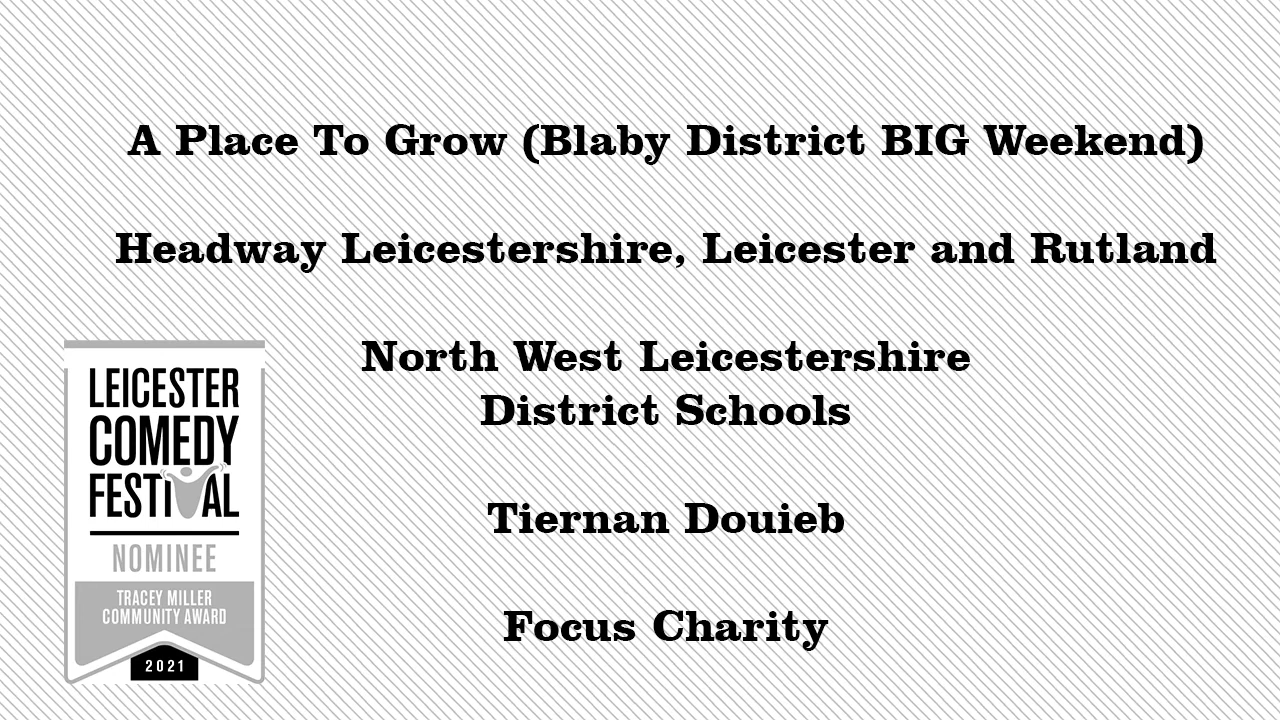 A Place To Grow (Blaby District BIG Weekend)
Headway Leicestershire, Leicester and Rutland
North West Leicestershire
District Schools
Tiernan Douieb
Focus Charity
LEICESTER
COMEDY
FESTIVAL
NOMINEE
TRACEY MILLER
COMMUNITY AWARD
2021